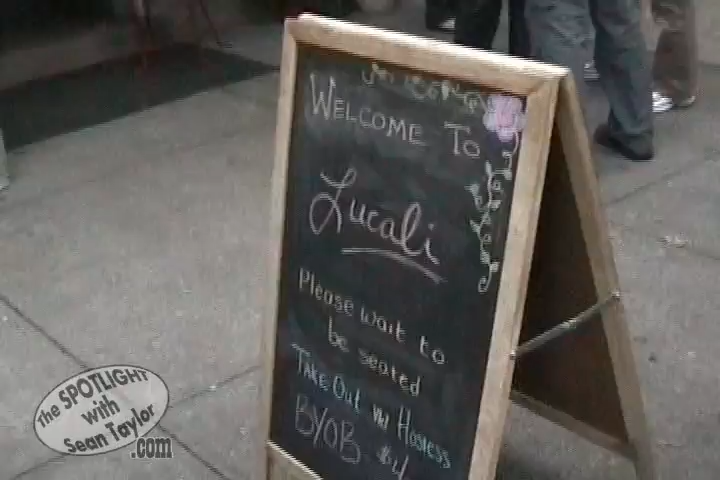 WELCOME TO
Lucali
Please wait to
be seated
TAKE OUT w/ Hostess
BYOB $4
The SPOTLIGHT
with
Sean Taylor
.com